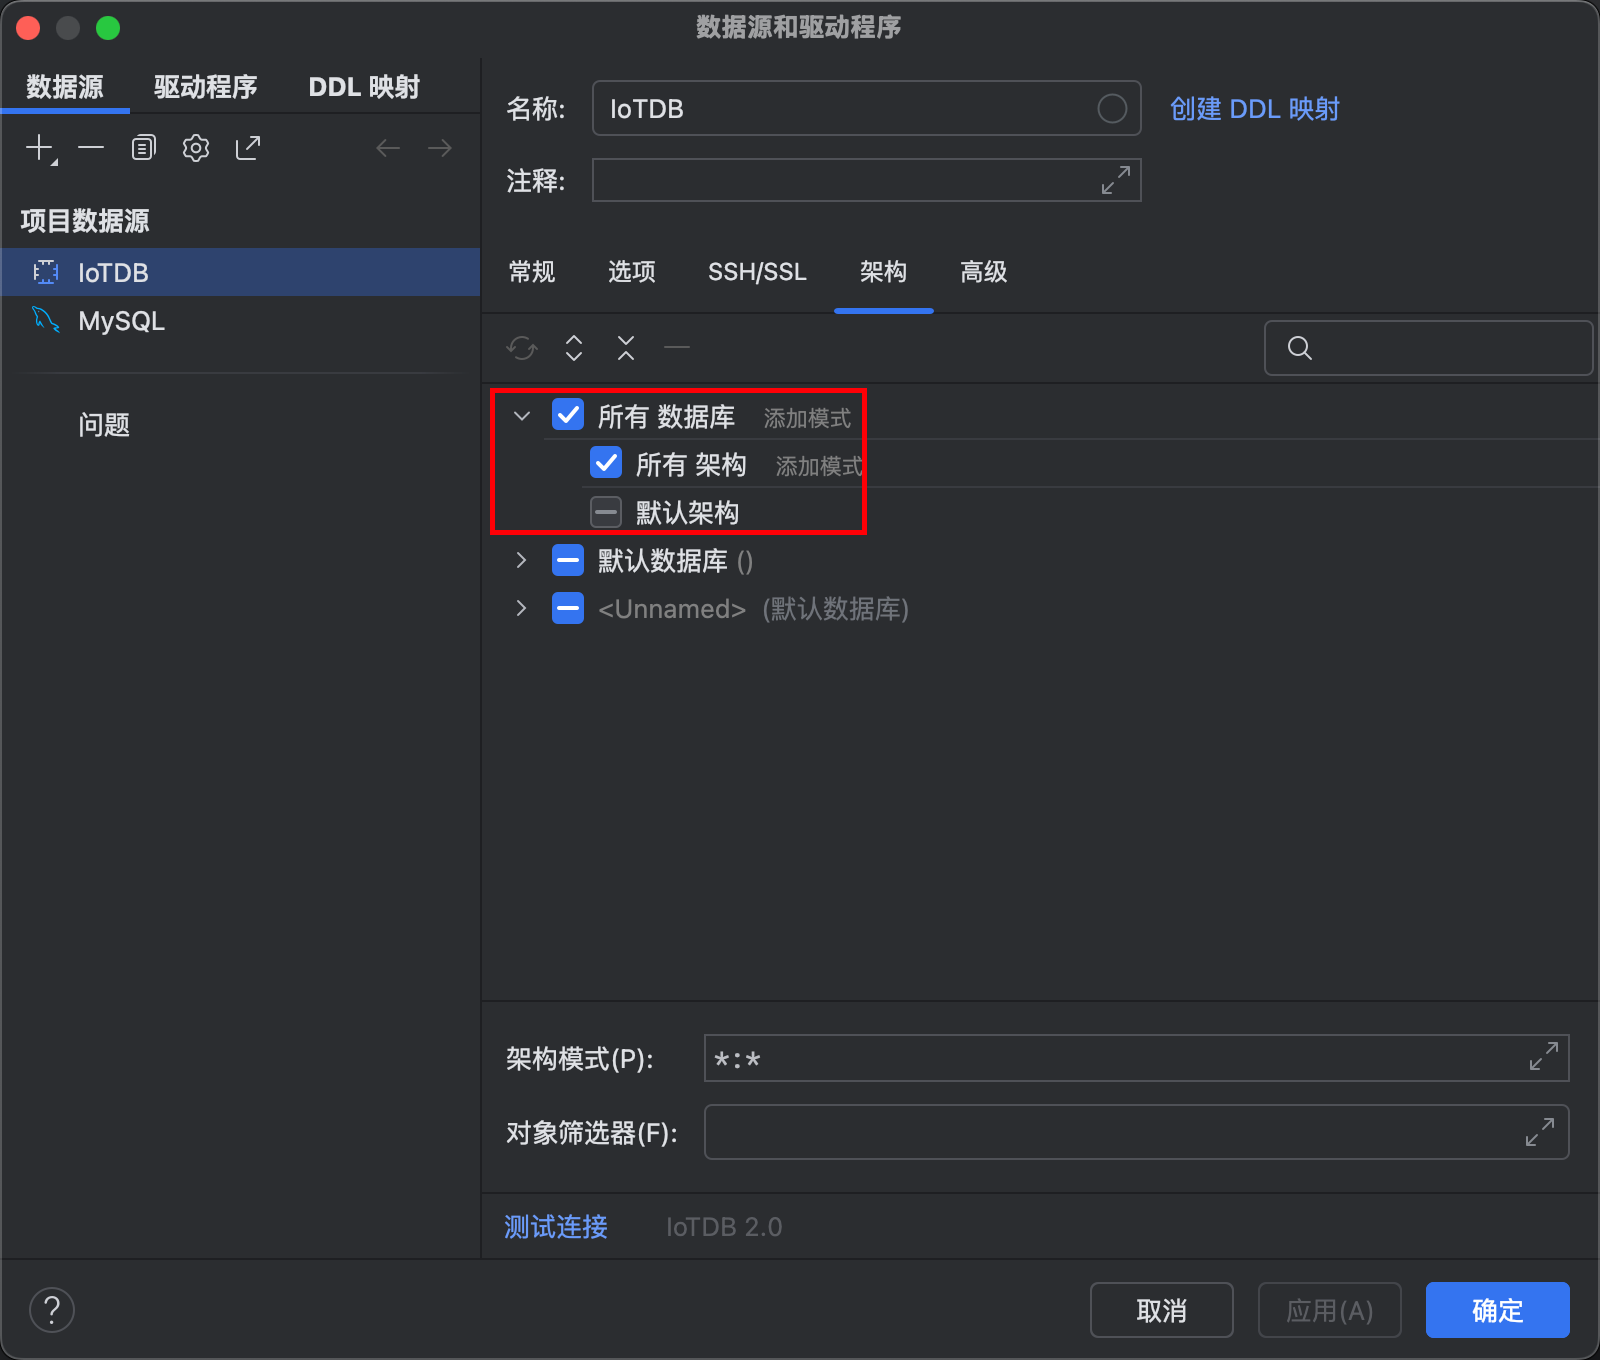 数据源和驱动程序
数据源 驱动程序 DDL 映射
项目数据源
IoTDB
MySQL
问题
名称: IoTDB 创建 DDL 映射
注释:
常规 选项 SSH/SSL 架构 高级
所有 数据库 添加模式
所有 架构 添加模式
默认架构
默认数据库 ()
<Unnamed> (默认数据库)
架构模式(P): *:*
对象筛选器(F):
测试连接 IoTDB 2.0
? 取消 应用(A) 确定